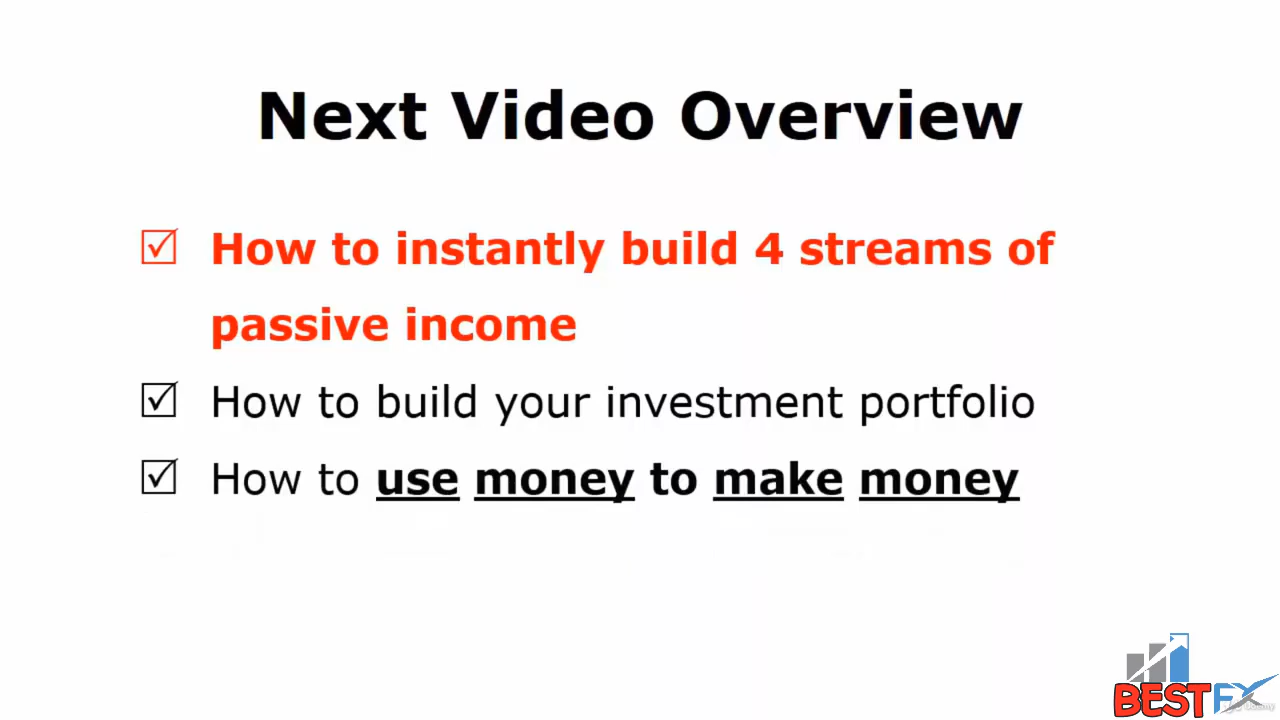 Next Video Overview
☑ How to instantly build 4 streams of
passive income
☑ How to build your investment portfolio
☑ How to use money to make money
BESTFX